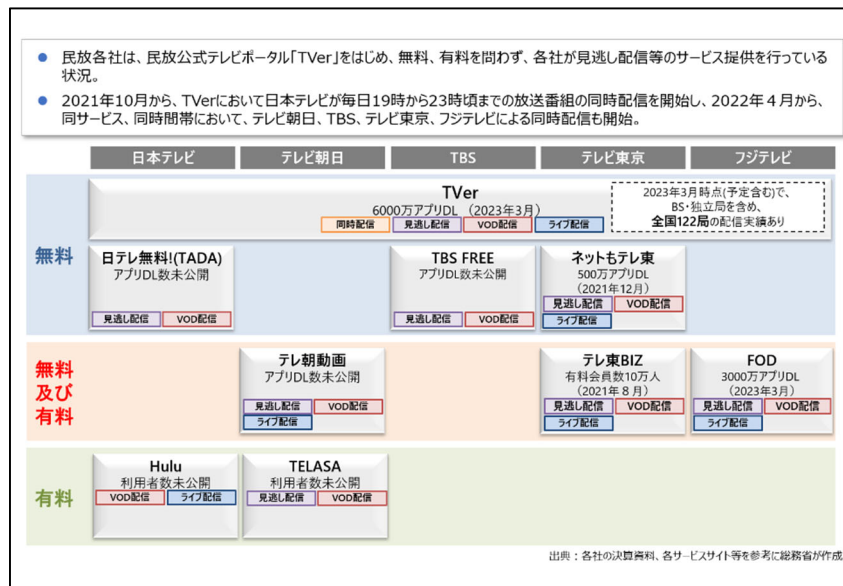 ● 民放各社は、民放公式テレビポータル「TVer」をはじめ、無料、有料を問わず、各社が見逃し配信等のサービス提供を行っている
状況。
● 2021年10月から、TVerにおいて日本テレビが毎日19時から23時頃までの放送番組の同時配信を開始し、2022年４月から、
同サービス、同時間帯において、テレビ朝日、TBS、テレビ東京、フジテレビによる同時配信も開始。
日本テレビ テレビ朝日 TBS テレビ東京 フジテレビ
無料
TVer
6000万アプリDL （2023年3月）
同時配信 見逃し配信 VOD配信 ライブ配信
2023年3月時点(予定含む)で、
BS・独立局を含め、
全国122局の配信実績あり
日テレ無料!(TADA)
アプリDL数未公開
見逃し配信 VOD配信
TBS FREE
アプリDL数未公開
見逃し配信 VOD配信
ネットもテレ東
500万アプリDL
（2021年12月）
見逃し配信 VOD配信
ライブ配信
無料
及び
有料
テレ朝動画
アプリDL数未公開
見逃し配信 VOD配信
ライブ配信
テレ東BIZ
有料会員数10万人
（2021年８月）
見逃し配信 VOD配信
ライブ配信
FOD
3000万アプリDL
（2023年3月）
見逃し配信 VOD配信
ライブ配信
有料
Hulu
利用者数未公開
VOD配信 ライブ配信
TELASA
利用者数未公開
見逃し配信 VOD配信
出典：各社の決算資料、各サービスサイト等を参考に総務省が作成